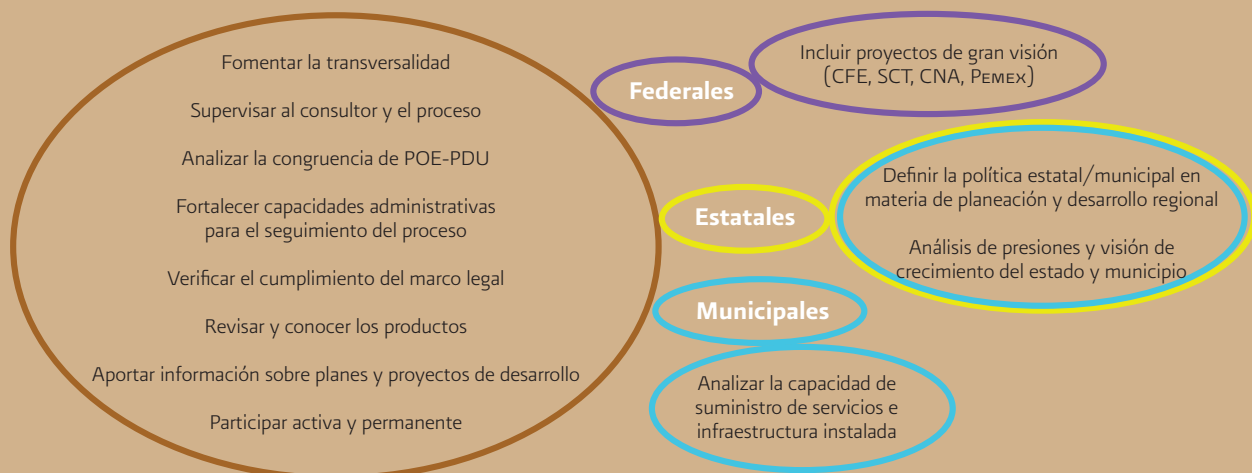 Fomentar la transversalidad
Supervisar al consultor y el proceso
Analizar la congruencia de POE-PDU
Fortalecer capacidades administrativas
para el seguimiento del proceso
Verificar el cumplimiento del marco legal
Revisar y conocer los productos
Aportar información sobre planes y proyectos de desarrollo
Participar activa y permanente
Federales
Incluir proyectos de gran visión
(CFE, SCT, CNA, PEMEX)
Estatales
Definir la política estatal/municipal en
materia de planeación y desarrollo regional
Análisis de presiones y visión de
crecimiento del estado y municipio
Municipales
Analizar la capacidad de
suministro de servicios e
infraestructura instalada